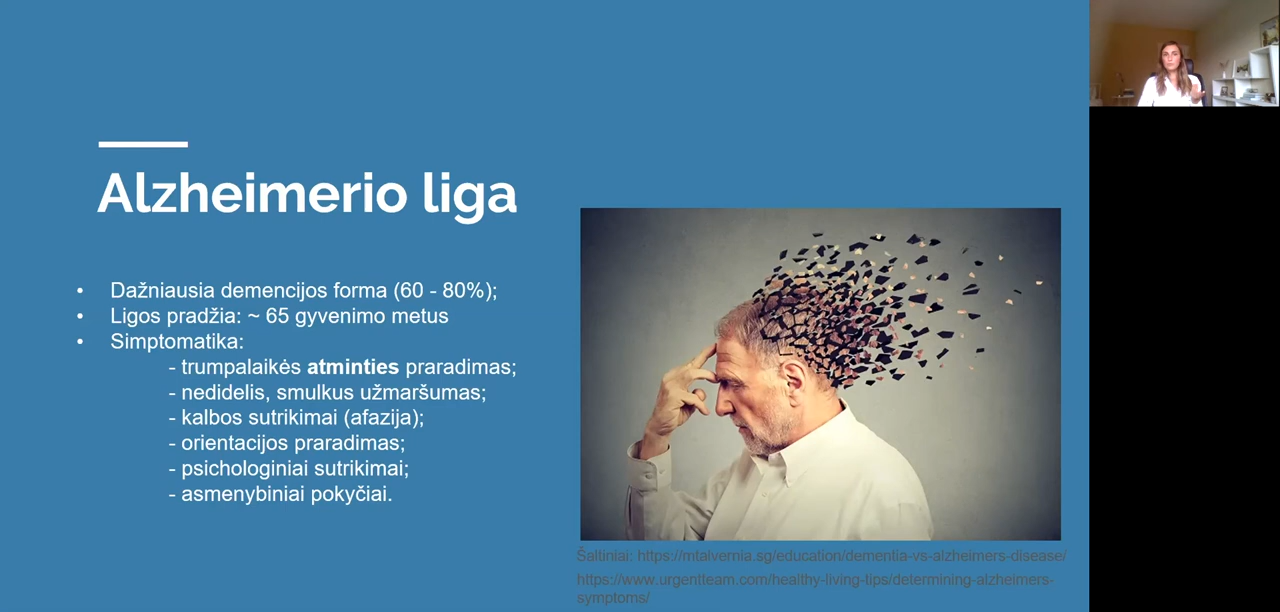 Alzheimerio liga
• Dažniausia demencijos forma (60 - 80%);
• Ligos pradžia: ~ 65 gyvenimo metus
• Simptomatika:
- trumpalaikės atminties praradimas;
- nedidelis, smulkus užmaršumas;
- kalbos sutrikimai (afazija);
- orientacijos praradimas;
- psichologiniai sutrikimai;
- asmenybiniai pokyčiai.
Šaltiniai: https://mtalvernia.sg/education/dementia-vs-alzheimers-disease/
https://www.urgentteam.com/healthy-living-tips/determining-alzheimers-
symptoms/